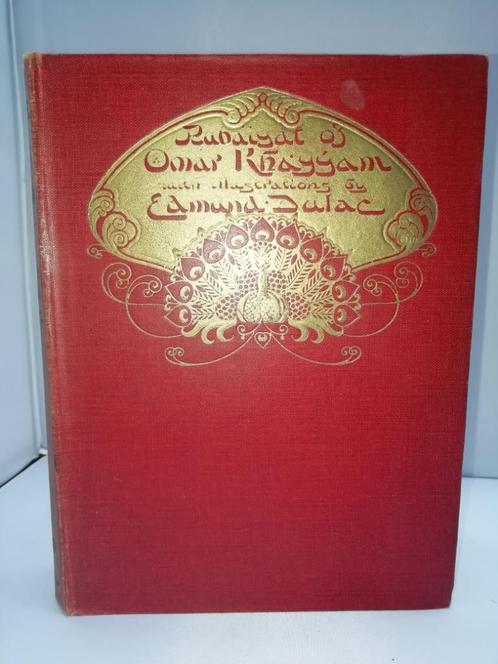 Rubaiyat of
Omar Khayyam
with illustrations by
Edmund Dulac